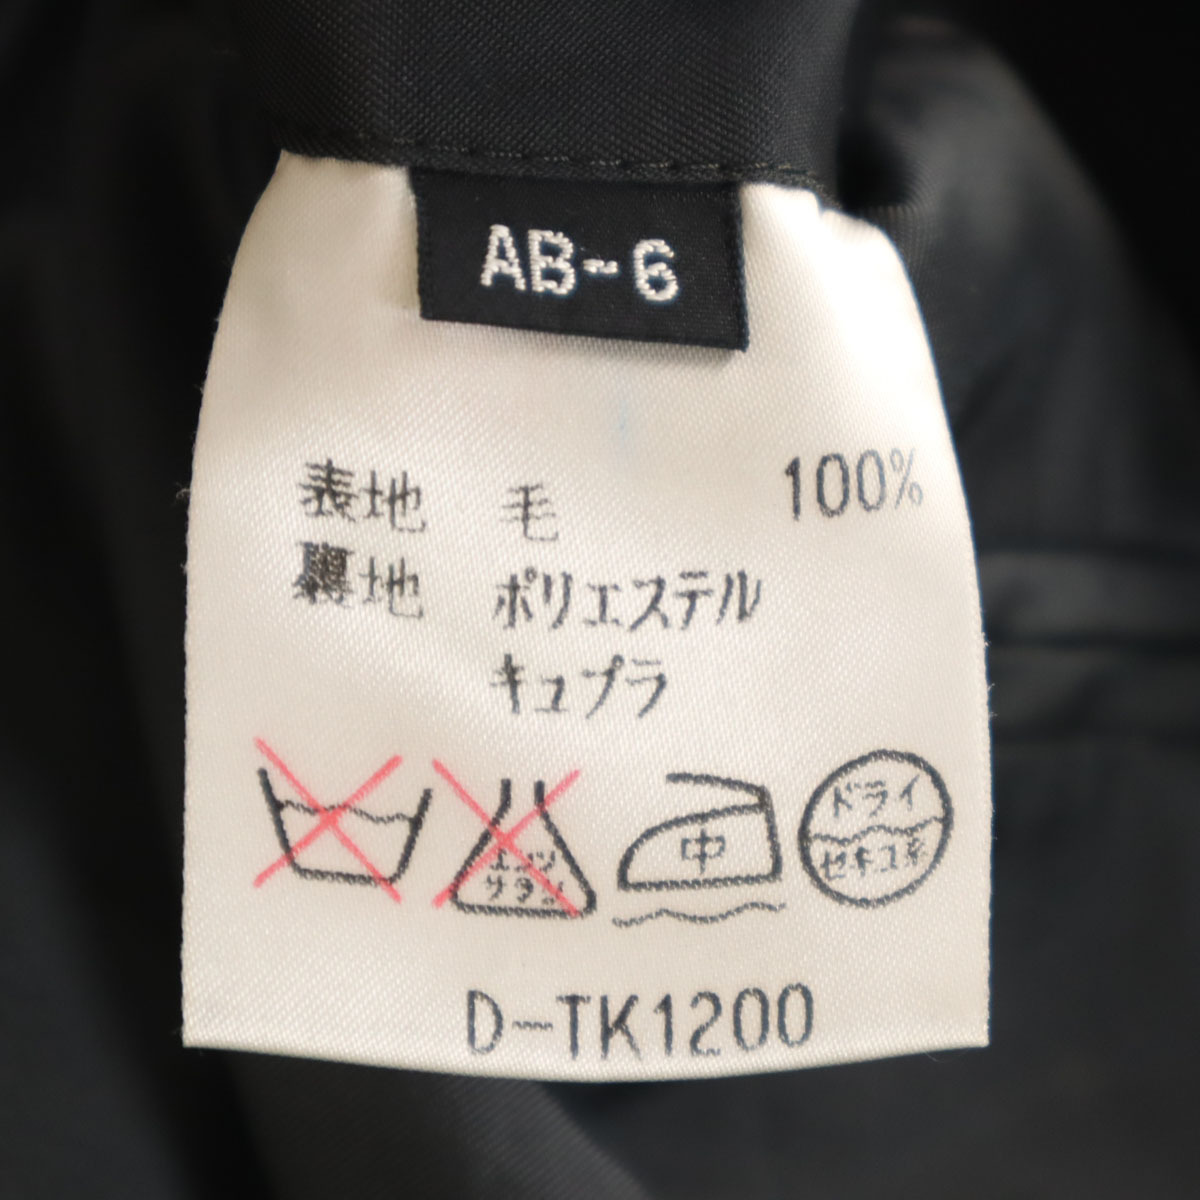 AB-6
表地 毛 100%
裏地 ポリエステル
キュプラ
エンソ
サラシ
中
ドライ
セキユ系
D-TK1200